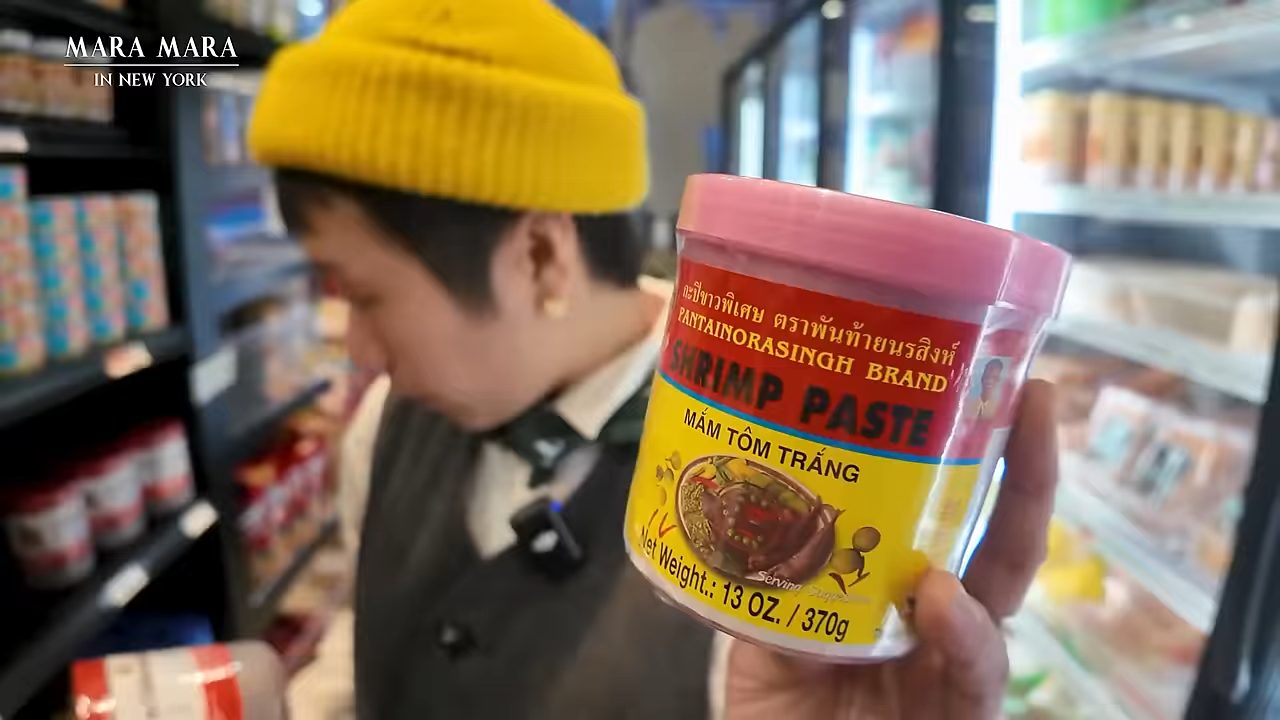 MARA MARA
IN NEW YORK
กะปิขาวพิเศษ ตราพันท้ายนรสิงห์
PANTAINORASINGH BRAND
SHRIMP PASTE
MẮM TÔM TRẮNG
Serving Suggestion
Net Weight.: 13 OZ. / 370g